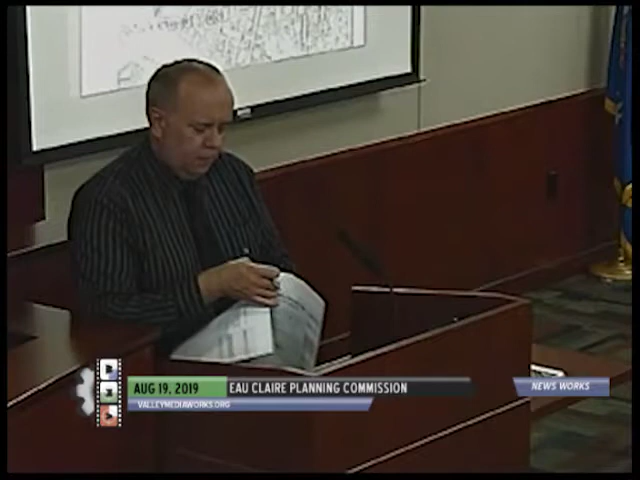 AUG 19, 2019 EAU CLAIRE PLANNING COMMISSION
NEWS WORKS
VALLEYMEDIAWORKS.ORG